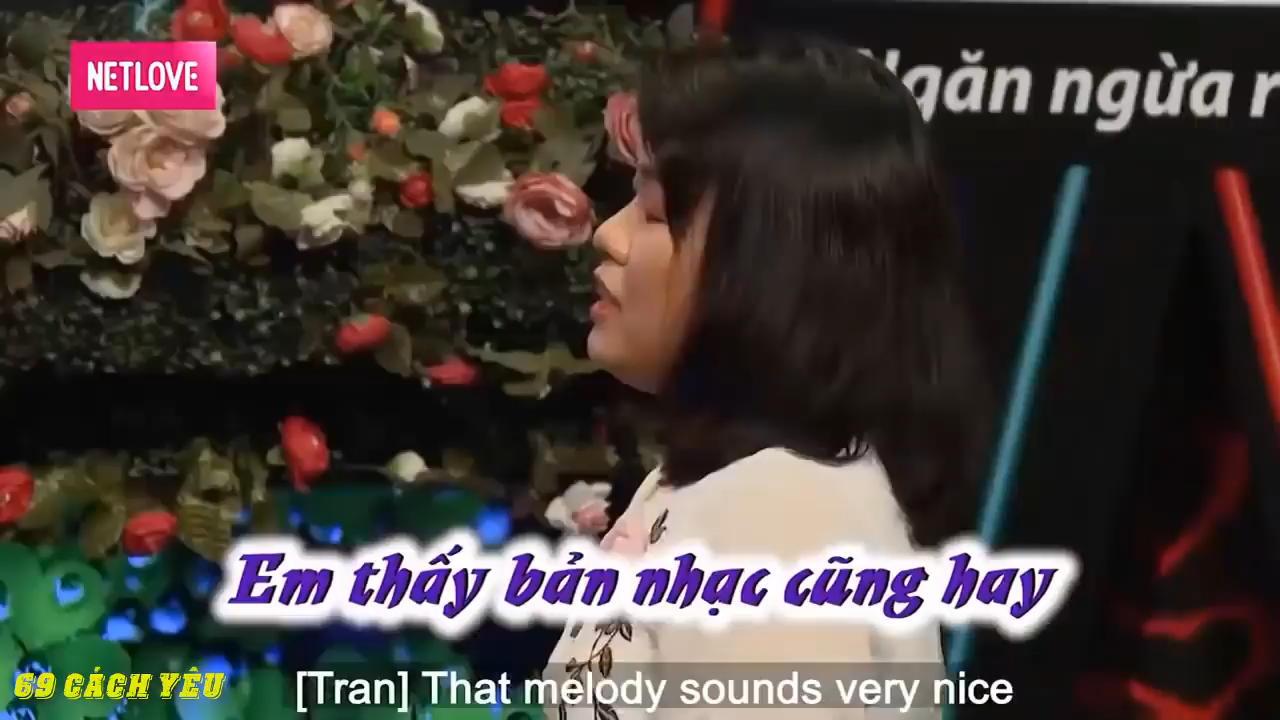 NETLOVE
Ngăn ngừa
Em thấy bản nhạc cũng hay
69 CÁCH YÊU
[Tran] That melody sounds very nice